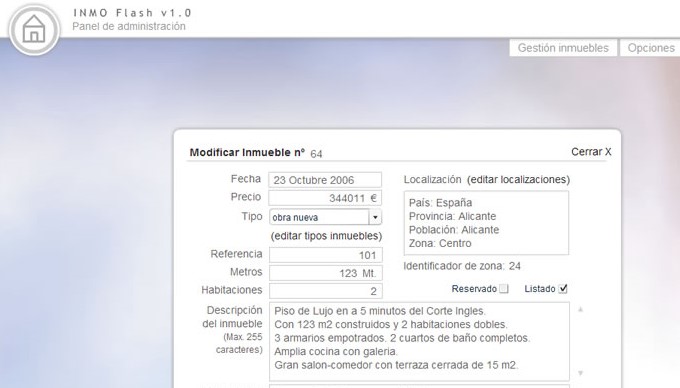 INMO Flash v1.0
Panel de administración
Gestión inmuebles
Opciones
Modificar Inmueble nº 64
Cerrar X
Fecha 23 Octubre 2006
Precio 344011 €
Tipo obra nueva
(editar tipos inmuebles)
Referencia 101
Metros 123 Mt.
Habitaciones 2
Localización (editar localizaciones)
País: España
Provincia: Alicante
Población: Alicante
Zona: Centro
Identificador de zona: 24
Reservado
Listado
Descripción
del inmueble
(Max. 255
caracteres)
Piso de Lujo en a 5 minutos del Corte Ingles.
Con 123 m2 construidos y 2 habitaciones dobles.
3 armarios empotrados. 2 cuartos de baño completos.
Amplia cocina con galeria.
Gran salon-comedor con terraza cerrada de 15 m2.